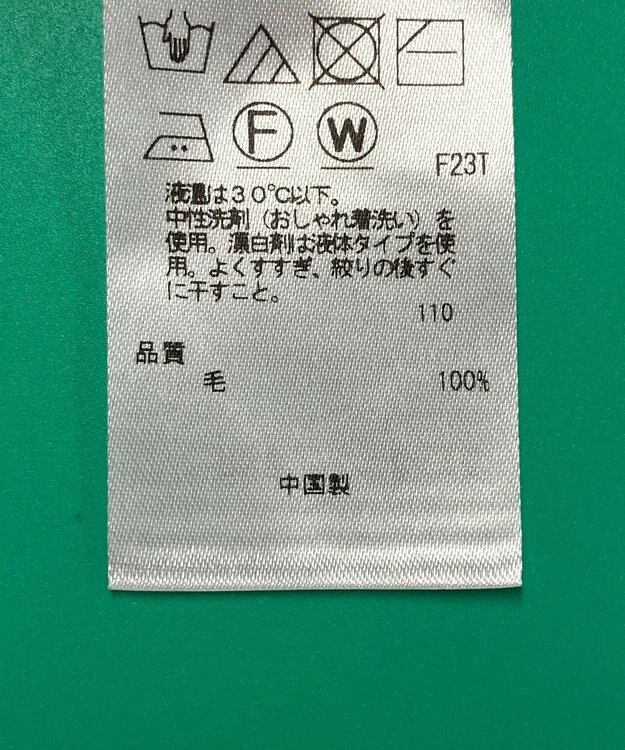 F
W
F23T
液温は30℃以下。
中性洗剤（おしゃれ着洗い）を
使用。漂白剤は液体タイプを使
用。よくすすぎ、絞りの後すぐ
に干すこと。
110
品質
毛 100%
中国製